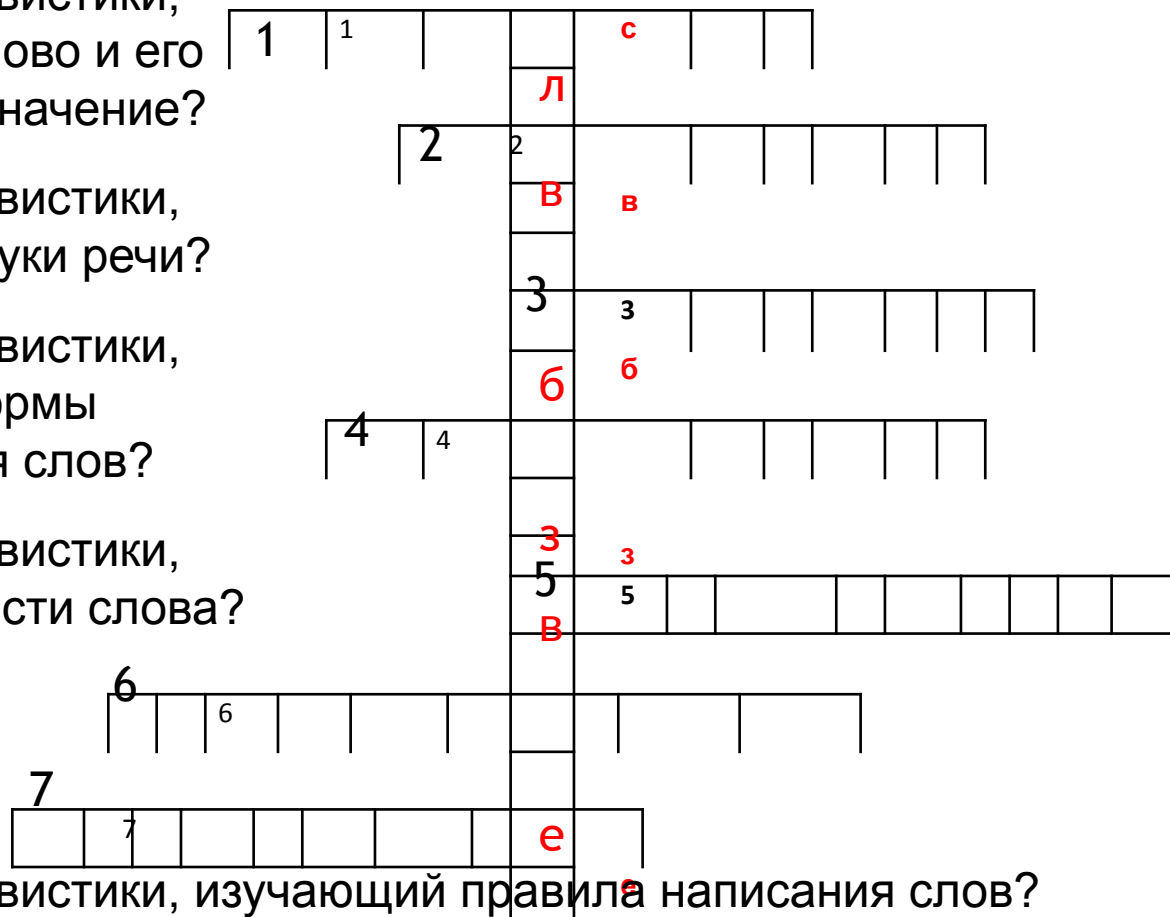 вистики,
ово и его 1 1 с
л
начение?
2 2
вистики, в в
уки речи?
3 3
вистики,
б б
ормы
4 4
я слов?
з з
вистики,
5 5
сти слова? в
6
6
7
7 е
е
вистики, изучающий правила написания слов?